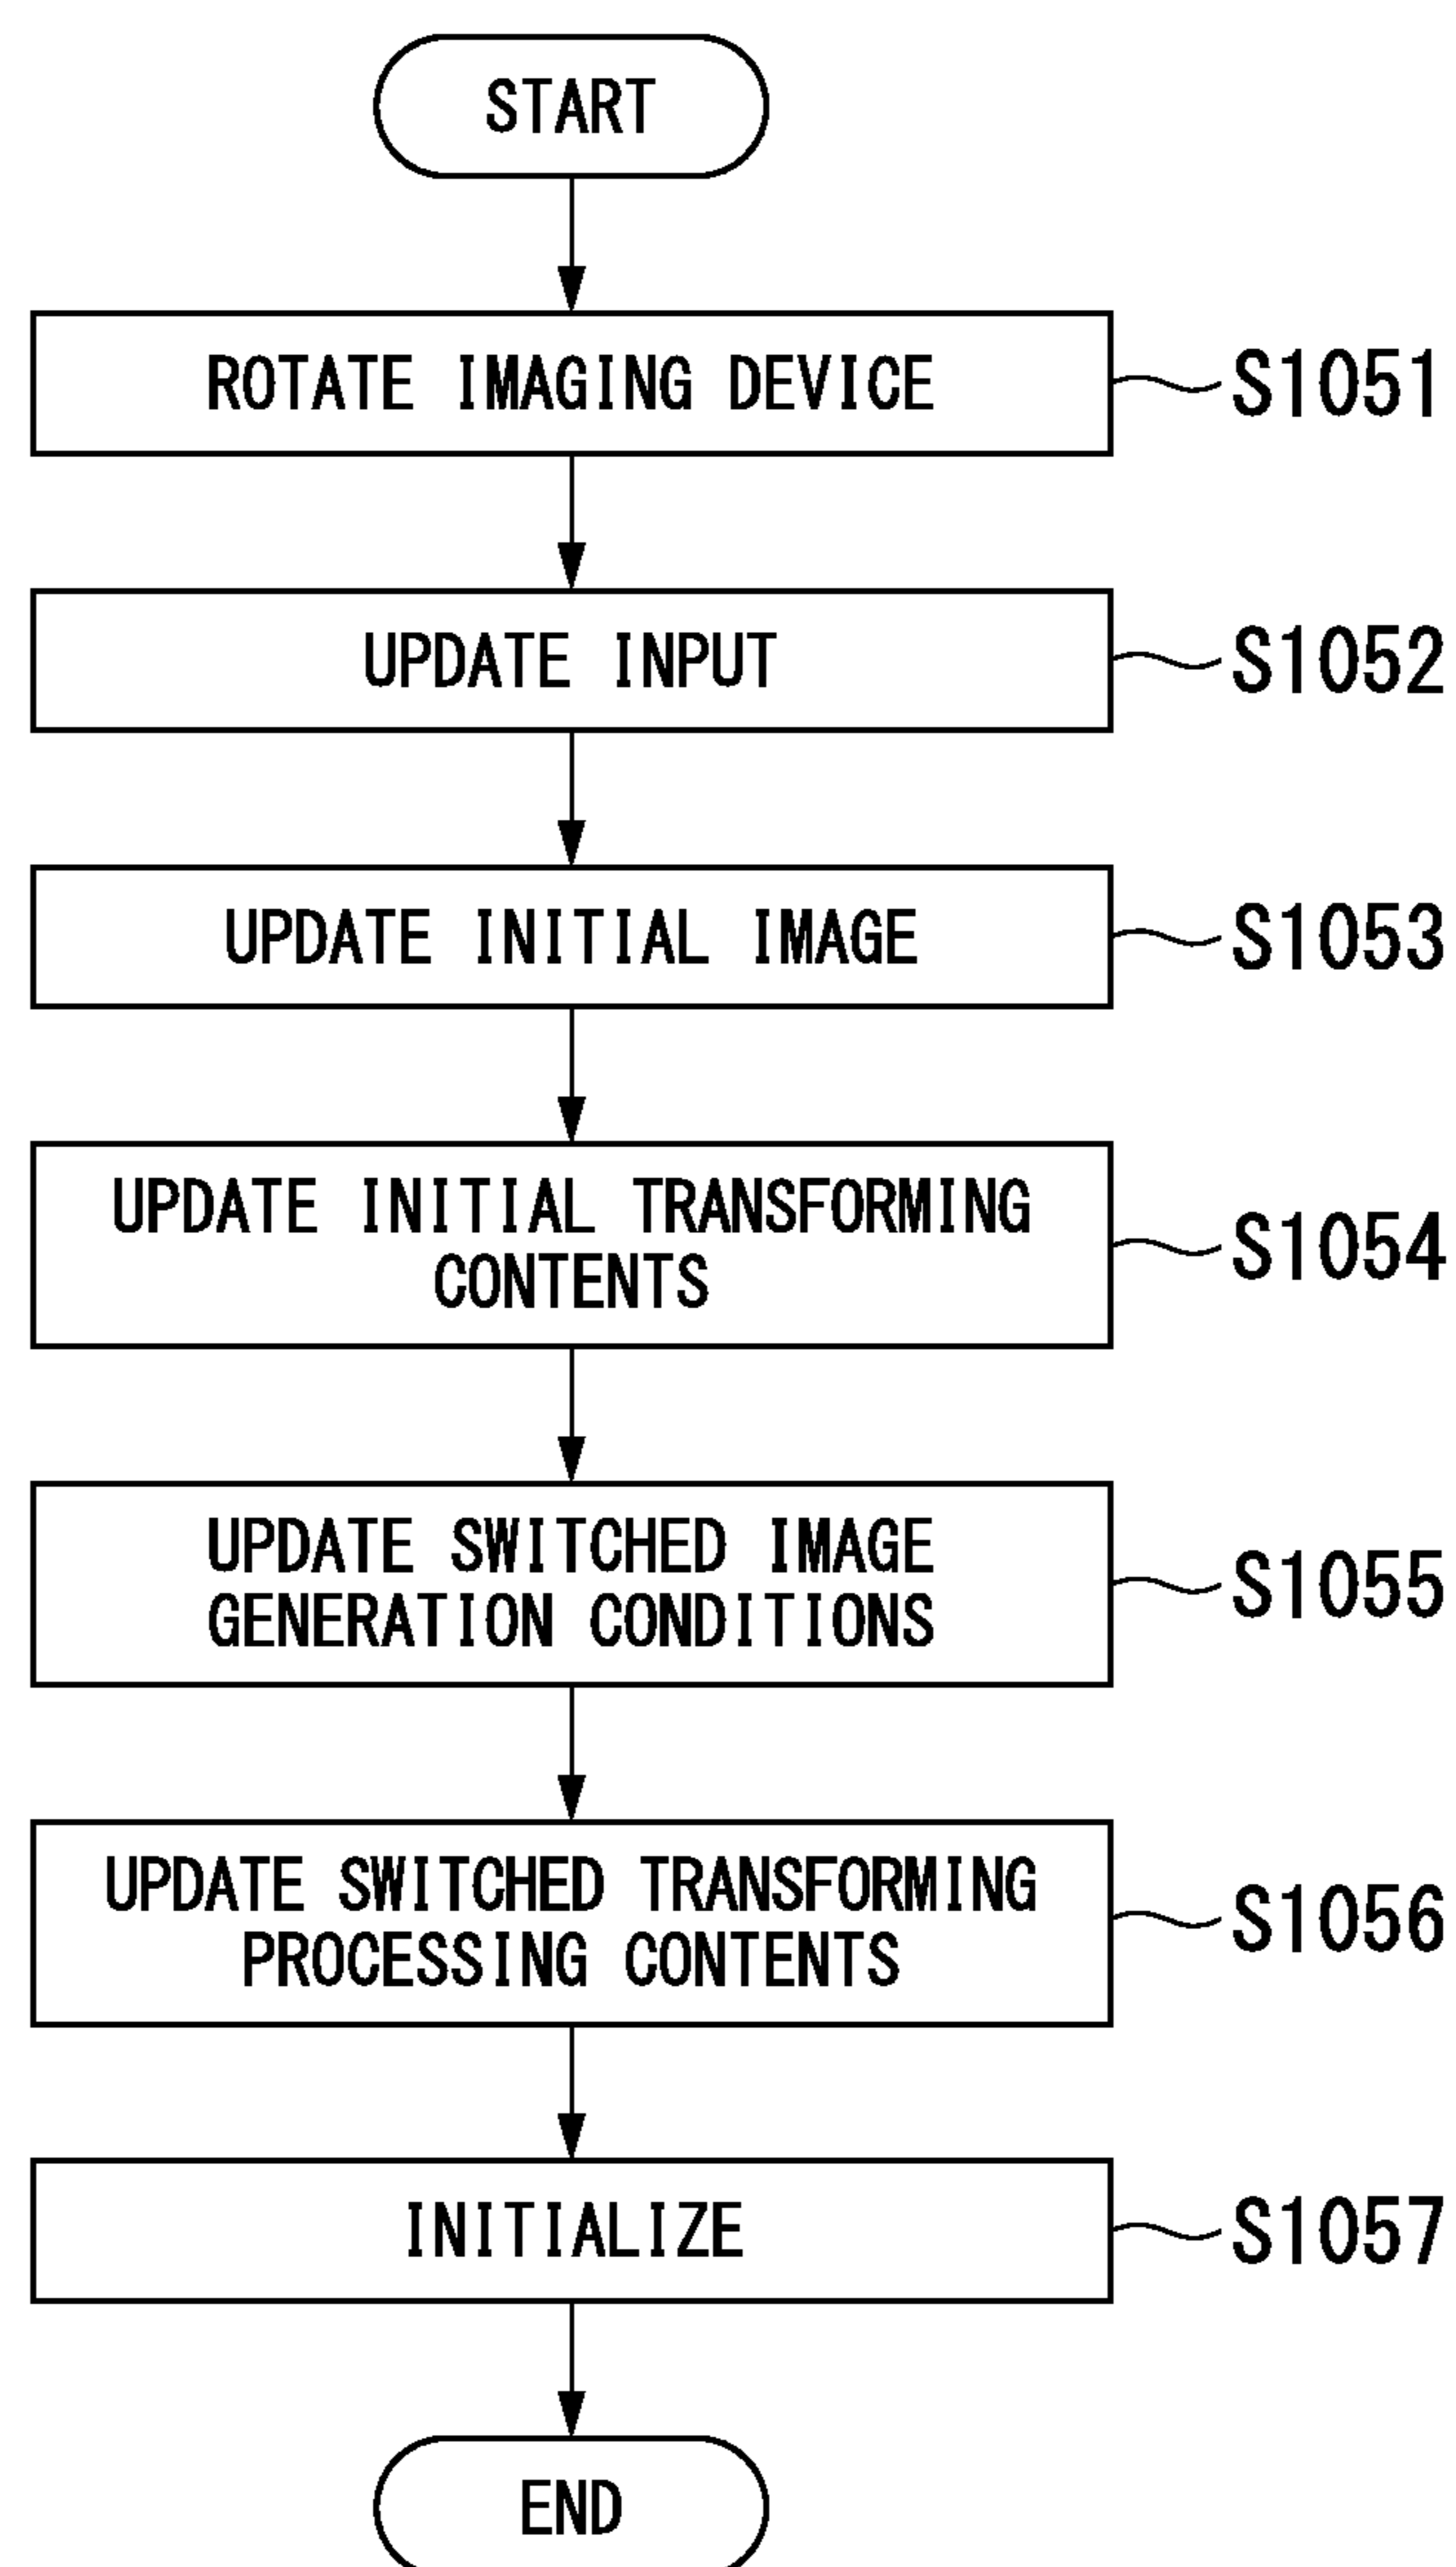 START
ROTATE IMAGING DEVICE
S1051
UPDATE INPUT
S1052
UPDATE INITIAL IMAGE
S1053
UPDATE INITIAL TRANSFORMING
CONTENTS
S1054
UPDATE SWITCHED IMAGE
GENERATION CONDITIONS
S1055
UPDATE SWITCHED TRANSFORMING
PROCESSING CONTENTS
S1056
INITIALIZE
S1057
END